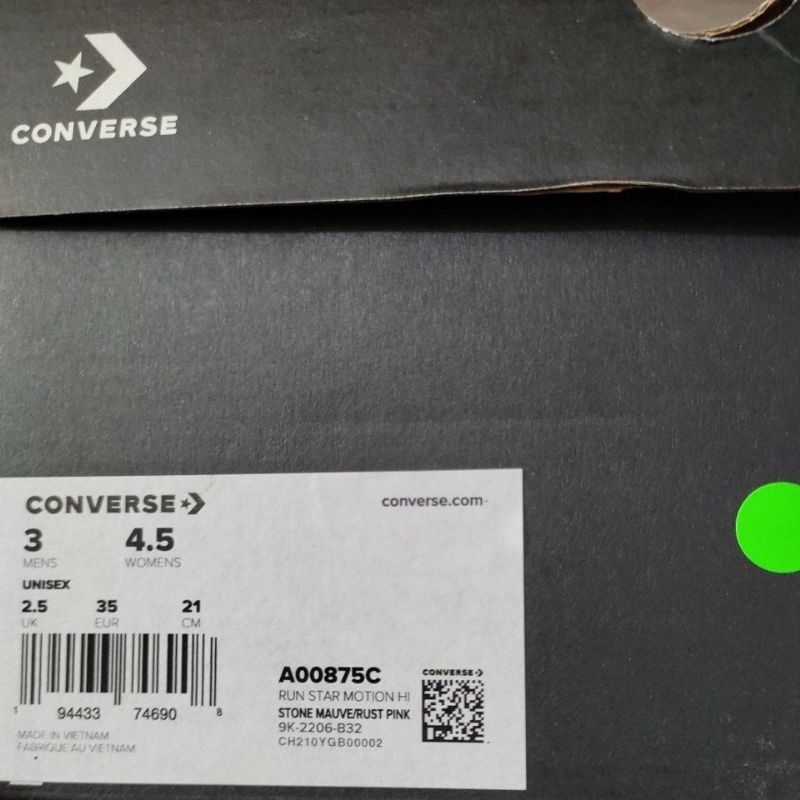 CONVERSE
CONVERSE
converse.com
3 4.5
MENS WOMENS
UNISEX
2.5 35 21
UK EUR CM
1 94433 74690 8
MADE IN VIETNAM
FABRIQUE AU VIETNAM
A00875C
RUN STAR MOTION HI
STONE MAUVE/RUST PINK
9K-2206-B32
CH210YGB00002
CONVERSE